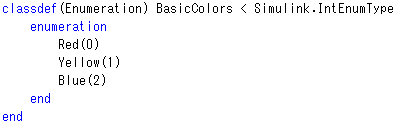 classdef(Enumeration) BasicColors < Simulink.IntEnumType
    enumeration
        Red(0)
        Yellow(1)
        Blue(2)
    end
end